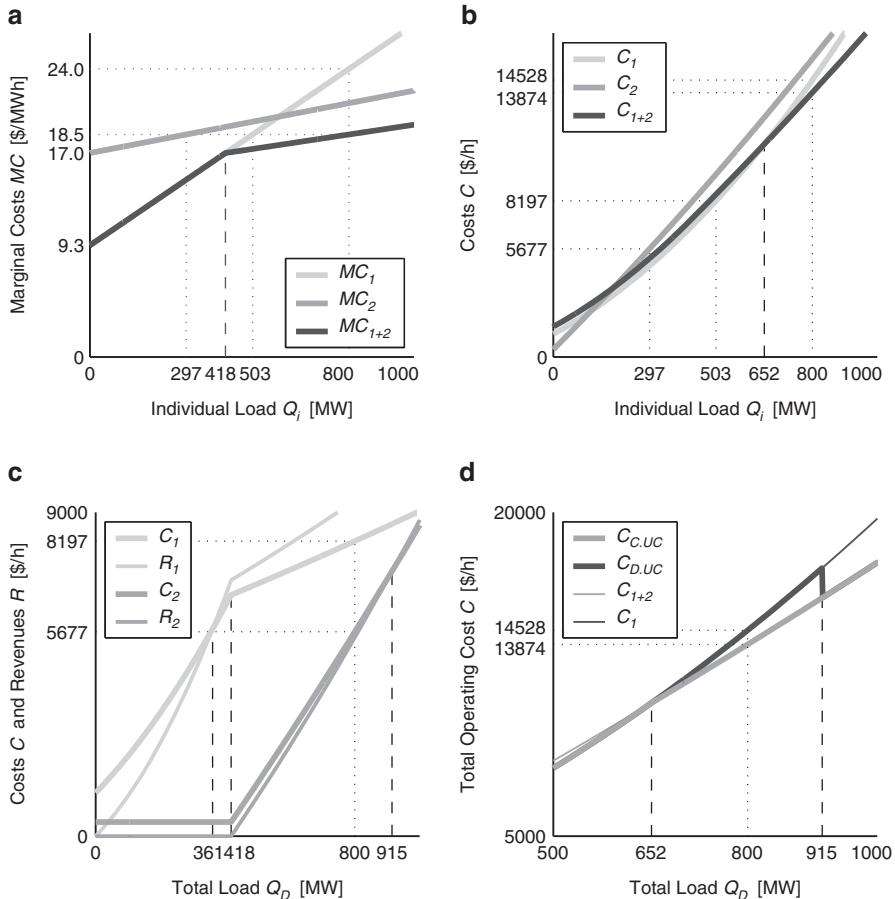 a
Marginal Costs MC [$/MWh]
24.0
18.5
17.0
9.3
0
MC1
MC2
MC1+2
0 297 418 503 800 1000
Individual Load Qi [MW]
b
Costs C [$/h]
14528
13874
8197
5677
0
C1
C2
C1+2
0 297 503 652 800 1000
Individual Load Qi [MW]
c
Costs C and Revenues R [$/h]
9000
8197
5677
0
C1
R1
C2
R2
0 361418 800 915
Total Load QD [MW]
d
Total Operating Cost C [$/h]
20000
14528
13874
5000
CC.UC
CD.UC
C1+2
C1
500 652 800 915 1000
Total Load QD [MW]